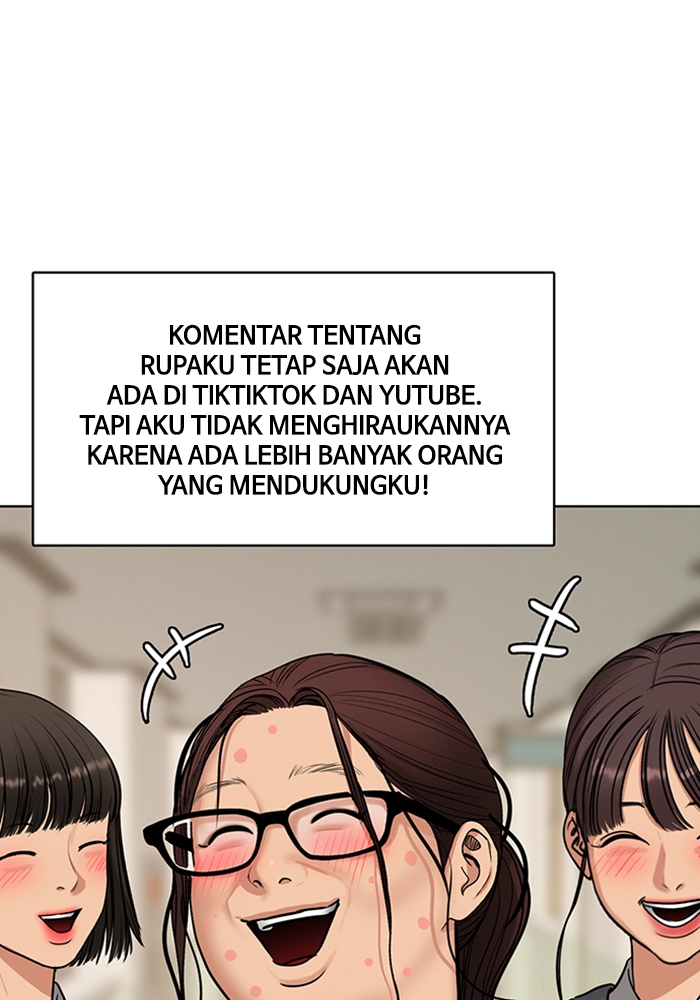 KOMENTAR TENTANG
RUPAKU TETAP SAJA AKAN
ADA DI TIKTIKTOK DAN YUTUBE.
TAPI AKU TIDAK MENGHIRAUKANNYA
KARENA ADA LEBIH BANYAK ORANG
YANG MENDUKUNGKU!